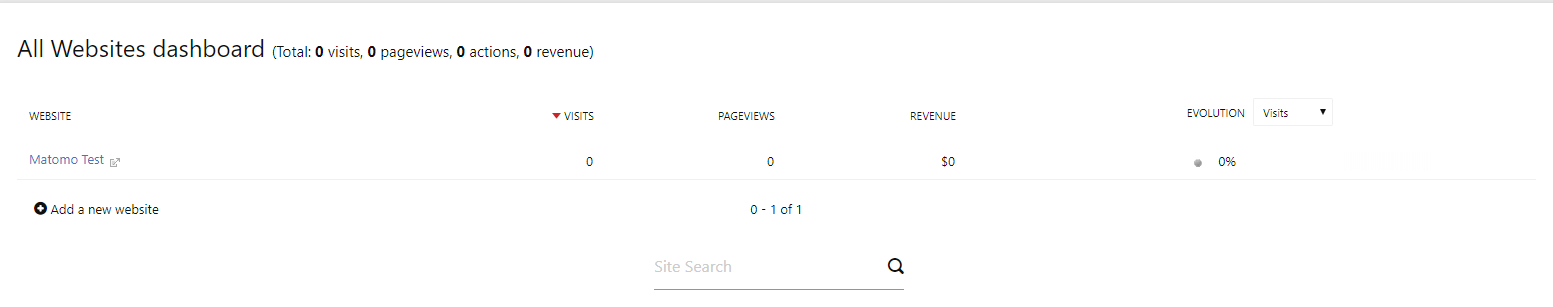 All Websites dashboard (Total: 0 visits, 0 pageviews, 0 actions, 0 revenue)
WEBSITE VISITS PAGEVIEWS REVENUE EVOLUTION Visits
Matomo Test 0 0 $0 0%
Add a new website 0 - 1 of 1
Site Search